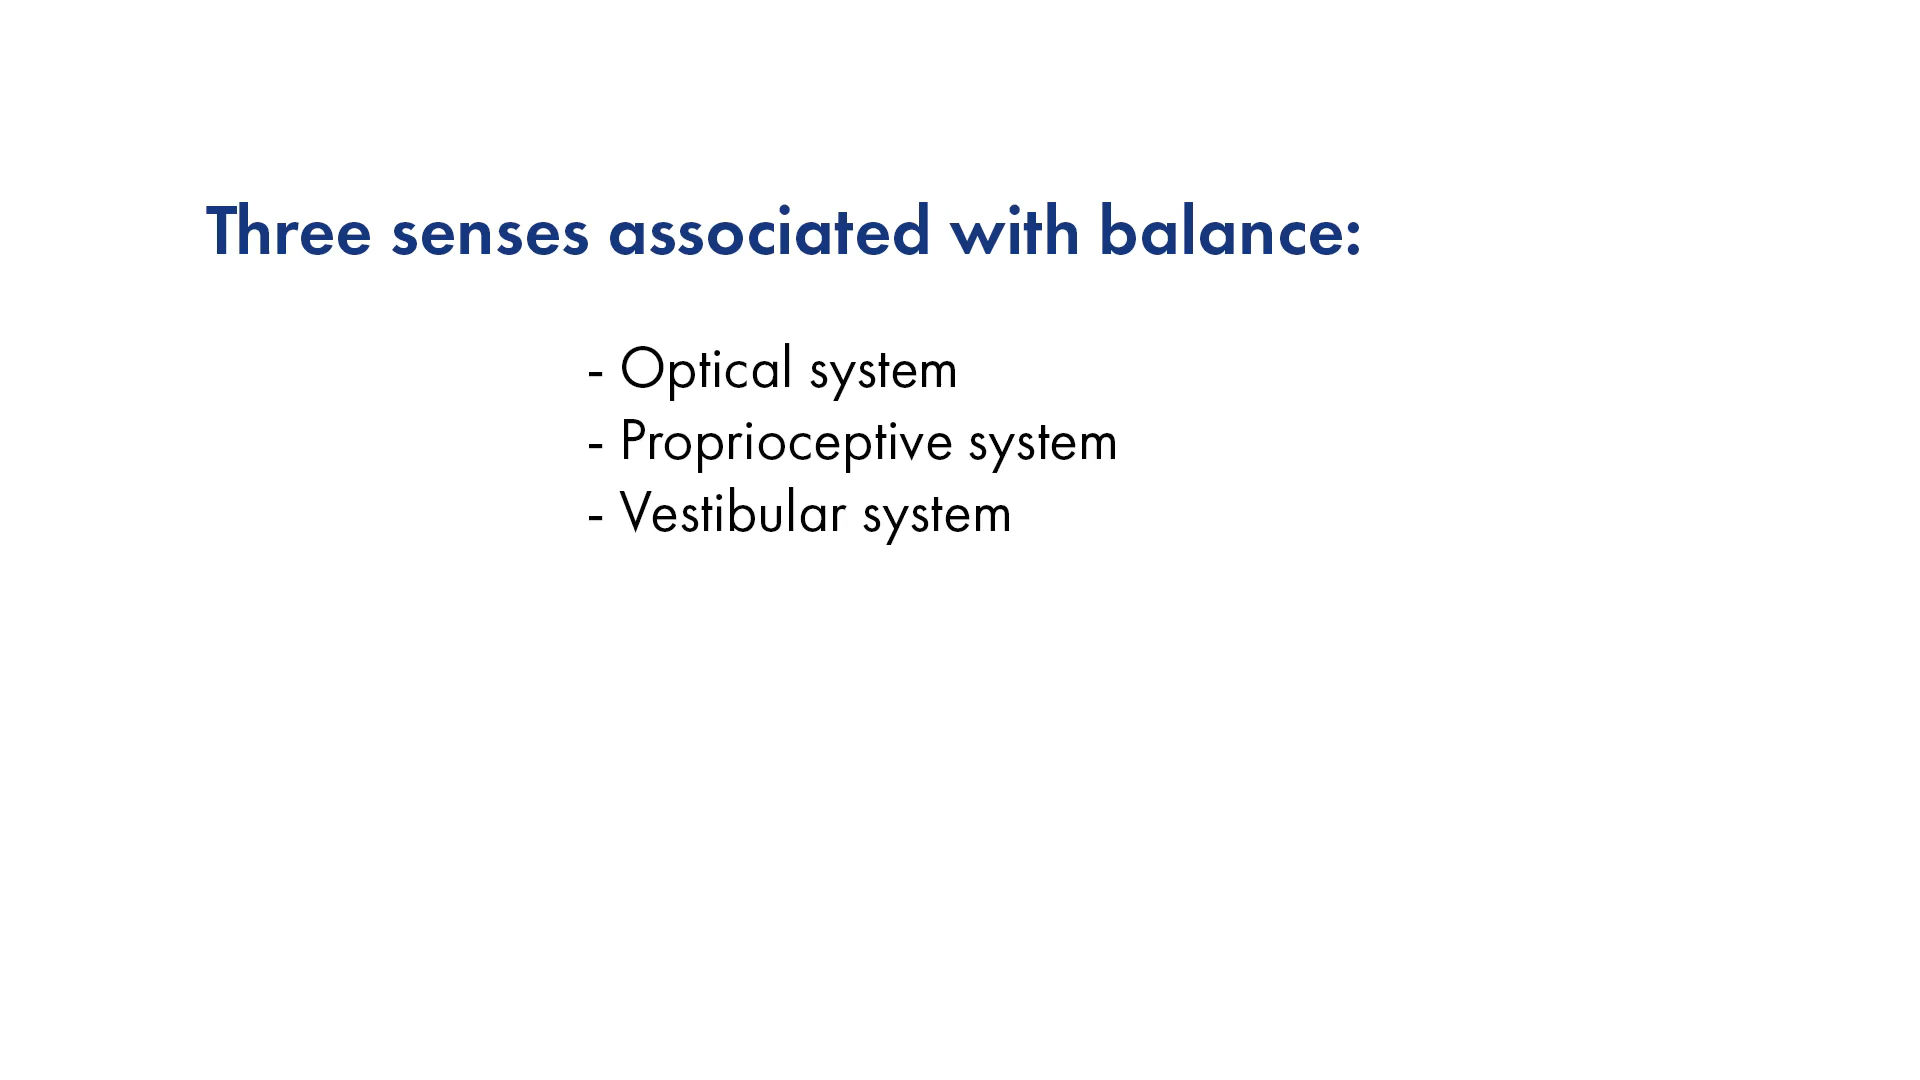 Three senses associated with balance:
- Optical system
- Proprioceptive system
- Vestibular system